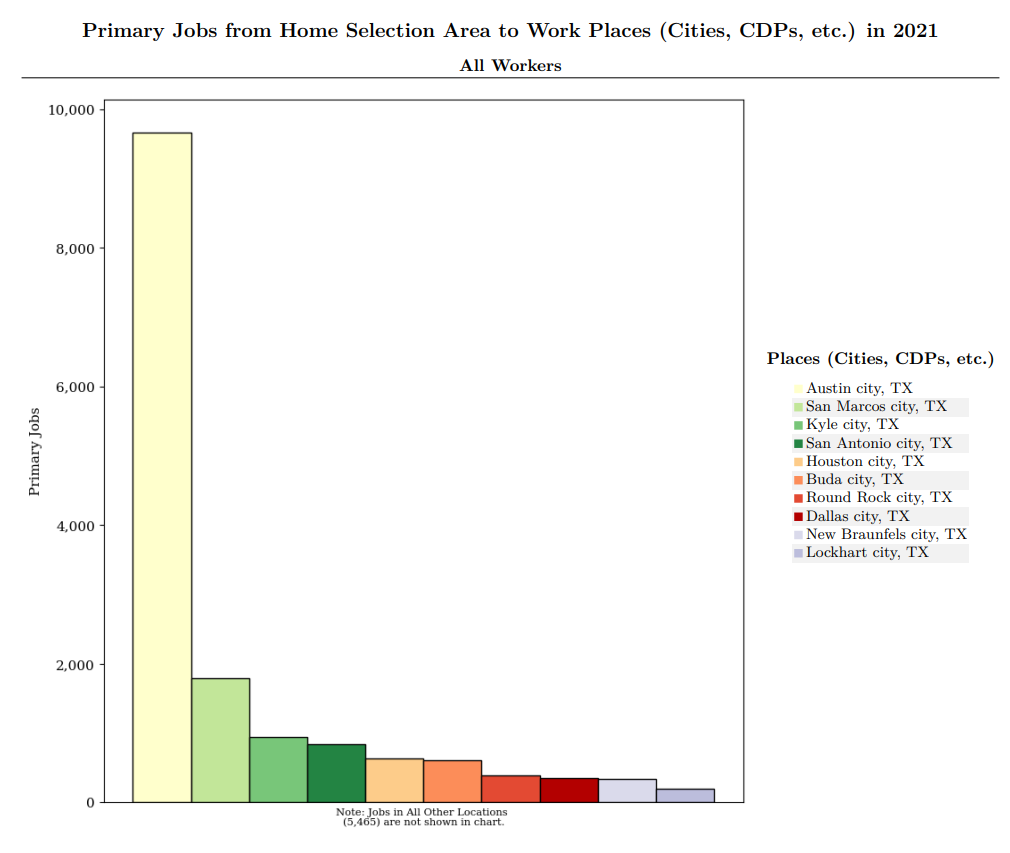 Primary Jobs from Home Selection Area to Work Places (Cities, CDPs, etc.) in 2021
All Workers
10,000
8,000
6,000
4,000
2,000
0
Primary Jobs
Note: Jobs in All Other Locations
(5,465) are not shown in chart.
Places (Cities, CDPs, etc.)
Austin city, TX
San Marcos city, TX
Kyle city, TX
San Antonio city, TX
Houston city, TX
Buda city, TX
Round Rock city, TX
Dallas city, TX
New Braunfels city, TX
Lockhart city, TX